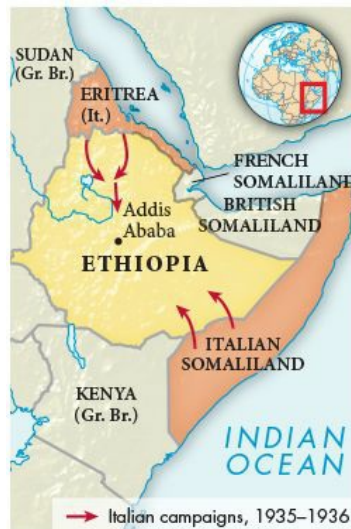 SUDAN
(Gr. Br.)
ERITREA
(It.)
FRENCH
SOMALILAND
BRITISH
SOMALILAND
Addis
Ababa
ETHIOPIA
ITALIAN
SOMALILAND
KENYA
(Gr. Br.)
INDIAN
OCEAN
Italian campaigns, 1935–1936